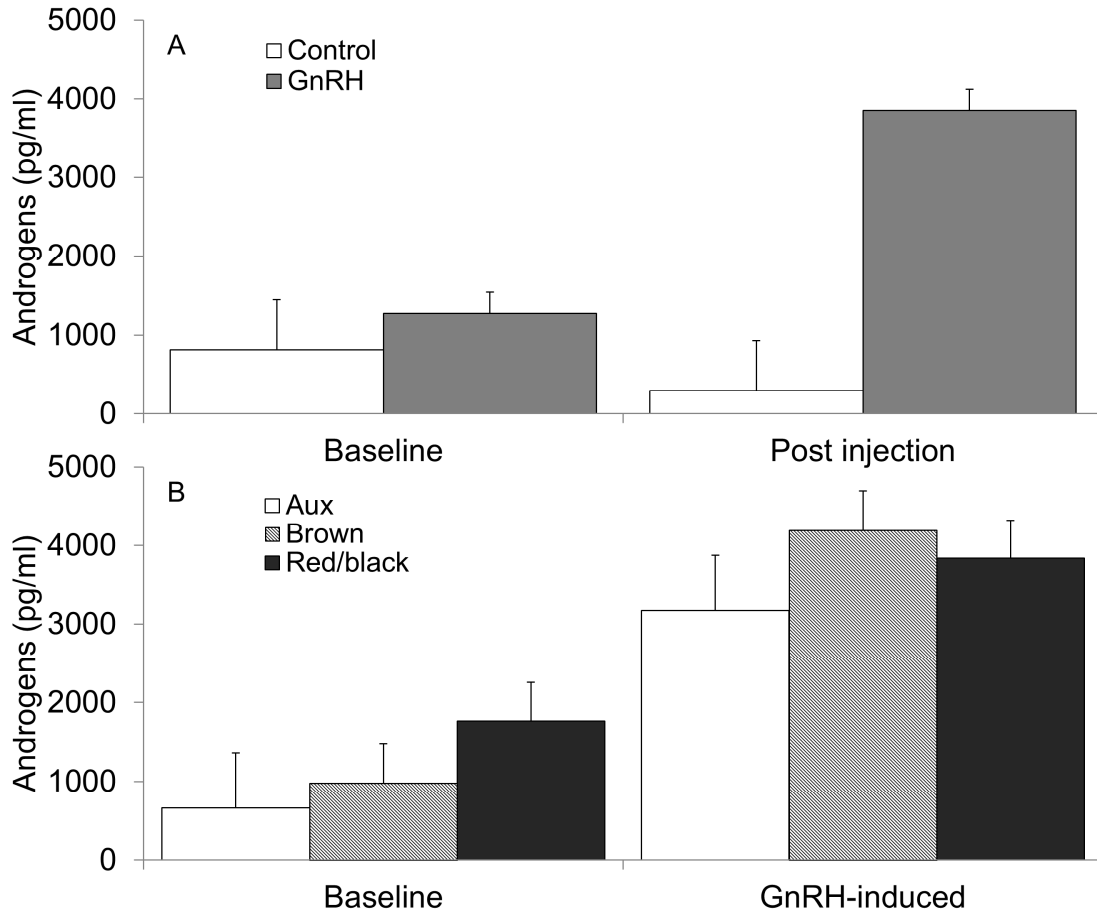 5000
A
Control
GnRH
4000
3000
2000
1000
0
Androgens (pg/ml)
Baseline
Post injection
5000
B
Aux
Brown
Red/black
4000
3000
2000
1000
0
Androgens (pg/ml)
Baseline
GnRH-induced